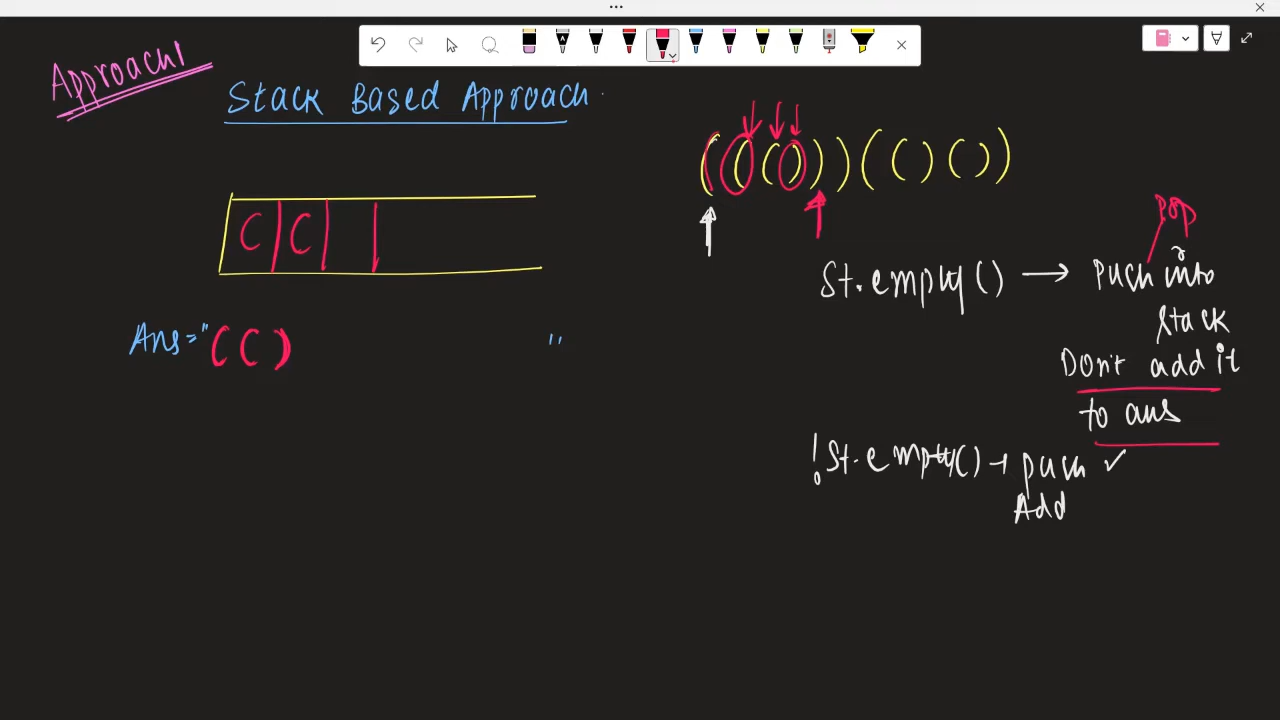 Approach1
Stack Based Approach
((()))(()())
( (
pop
St.empty() → Push into
Stack
Don't add it
to ans
Ans = " ( ( ) "
!St.empty() → push ✓
Add